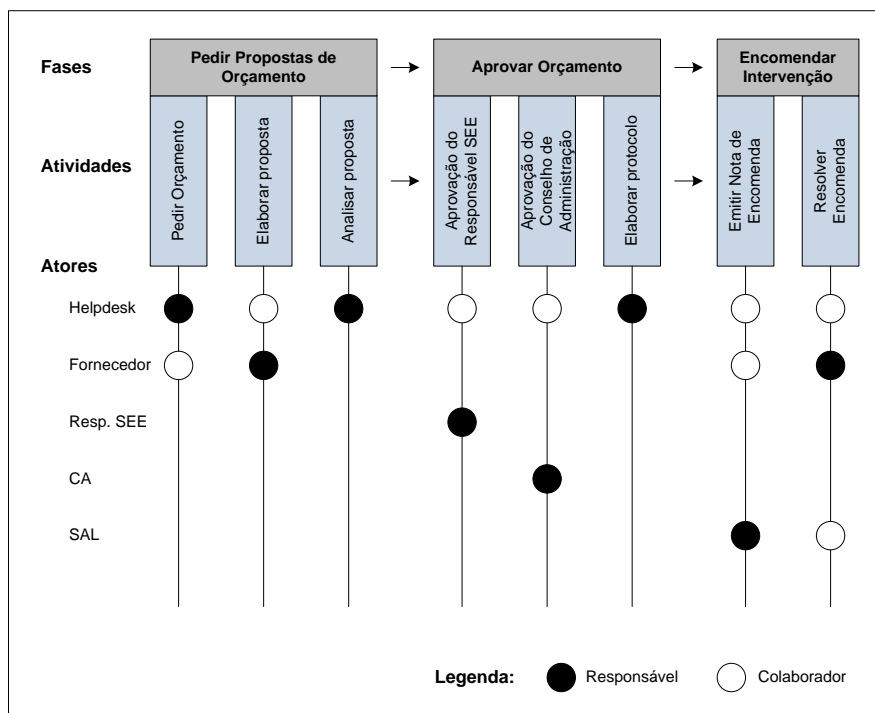 Fases
Pedir Propostas de
Orçamento
Aprovar Orçamento
Encomendar
Intervenção
Atividades
Pedir Orçamento
Elaborar proposta
Analisar proposta
Aprovação do
Responsável SEE
Aprovação do
Conselho de
Administração
Elaborar protocolo
Emitir Nota de
Encomenda
Resolver
Encomenda
Atores
Helpdesk
Fornecedor
Resp. SEE
CA
SAL
Legenda:
Responsável
Colaborador